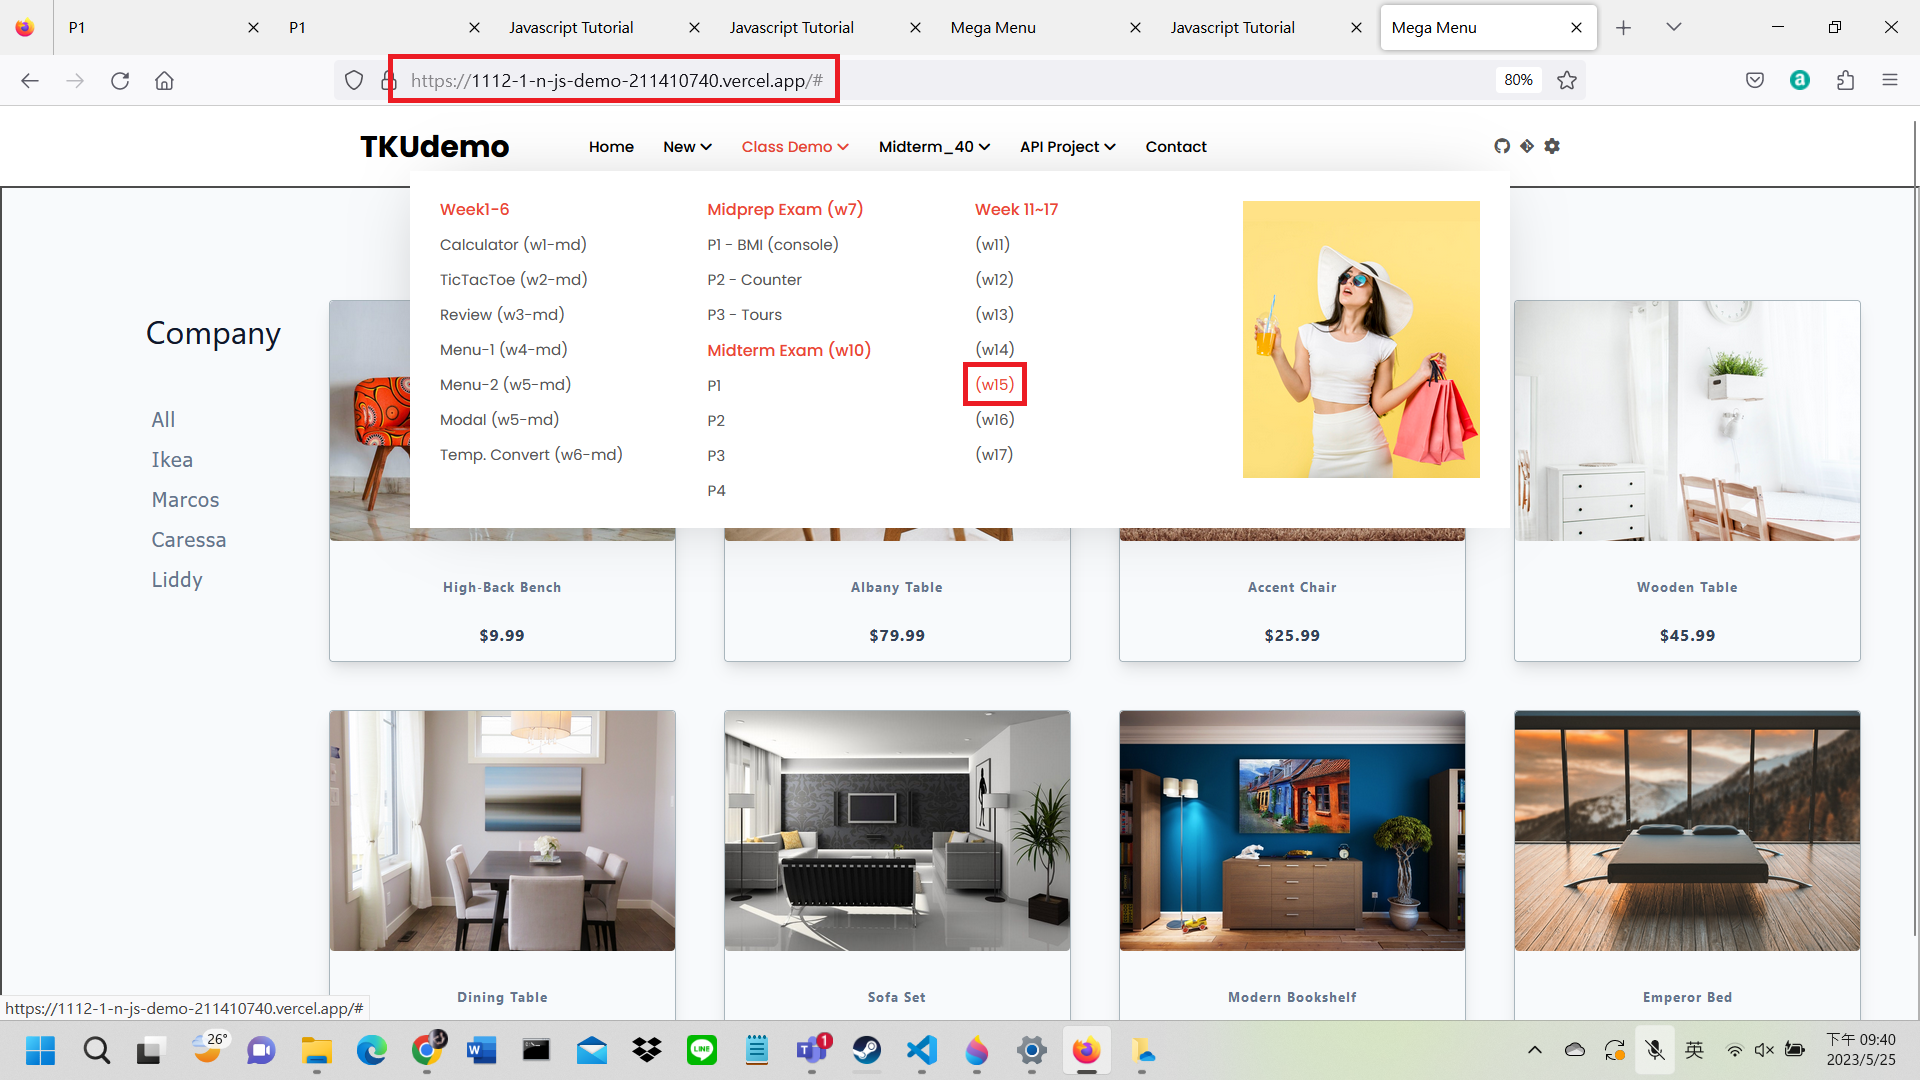 P1
P1
Javascript Tutorial
Javascript Tutorial
Mega Menu
Javascript Tutorial
Mega Menu
https://1112-1-n-js-demo-211410740.vercel.app/#
80%
TKUdemo
Home
New
Class Demo
Midterm_40
API Project
Contact
Week1-6
Calculator (w1-md)
TicTacToe (w2-md)
Review (w3-md)
Menu-1 (w4-md)
Menu-2 (w5-md)
Modal (w5-md)
Temp. Convert (w6-md)
Midprep Exam (w7)
P1 - BMI (console)
P2 - Counter
P3 - Tours
Midterm Exam (w10)
P1
P2
P3
P4
Week 11~17
(w11)
(w12)
(w13)
(w14)
(w15)
(w16)
(w17)
Company
All
Ikea
Marcos
Caressa
Liddy
High-Back Bench
$9.99
Albany Table
$79.99
Accent Chair
$25.99
Wooden Table
$45.99
Dining Table
Sofa Set
Modern Bookshelf
Emperor Bed
https://1112-1-n-js-demo-211410740.vercel.app/#
26°
LINE
1
英
下午 09:40
2023/5/25